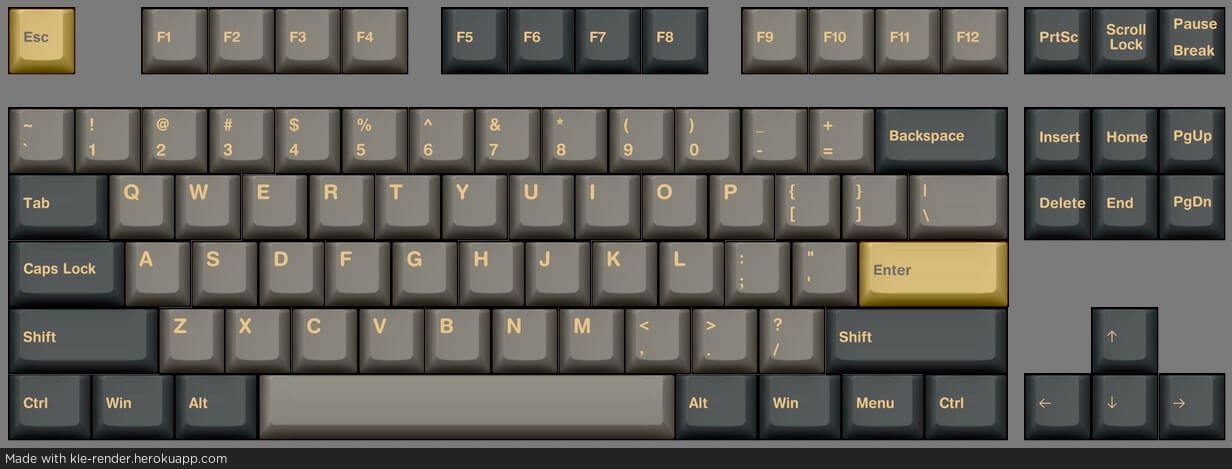 Esc F1 F2 F3 F4 F5 F6 F7 F8 F9 F10 F11 F12 PrtSc Scroll Lock Pause Break
~ ! @ # $ % ^ & * ( ) _ +
` 1 2 3 4 5 6 7 8 9 0 - = Backspace Insert Home PgUp
Tab Q W E R T Y U I O P { } |
[ ] \ Delete End PgDn
Caps Lock A S D F G H J K L : "
; ' Enter
Shift Z X C V B N M < > ?
, . / Shift ↑
Ctrl Win Alt Alt Win Menu Ctrl ← ↓ →
Made with kle-render.herokuapp.com